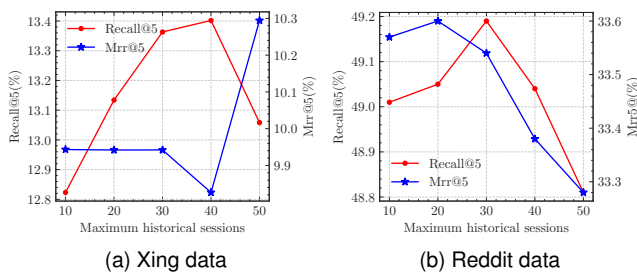 13.4
13.3
13.2
13.1
13.0
12.9
12.8
Recall@5(%)
10.3
10.2
10.1
10.0
9.9
Mrr@5(%)
Recall@5
Mrr@5
10 20 30 40 50
Maximum historical sessions
(a) Xing data
49.2
49.1
49.0
48.9
48.8
Recall@5(%)
33.6
33.5
33.4
33.3
Mrr5@(%)
Recall@5
Mrr@5
10 20 30 40 50
Maximum historical sessions
(b) Reddit data